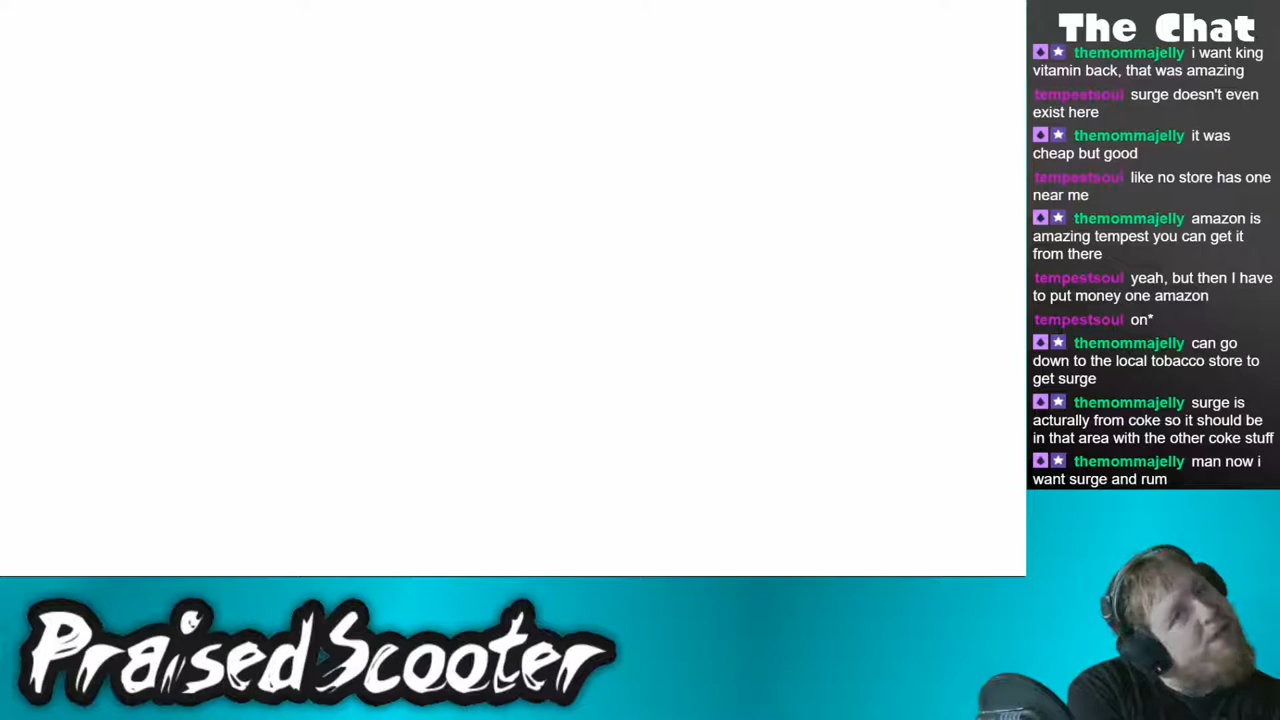 The Chat
themommajelly i want king
vitamin back, that was amazing
tempestsoul surge doesn't even
exist here
themommajelly it was
cheap but good
tempestsoul like no store has one
near me
themommajelly amazon is
amazing tempest you can get it
from there
tempestsoul yeah, but then I have
to put money one amazon
tempestsoul on*
themommajelly can go
down to the local tobacco store to
get surge
themommajelly surge is
acturally from coke so it should be
in that area with the other coke stuff
themommajelly man now i
want surge and rum
PraisedScooter